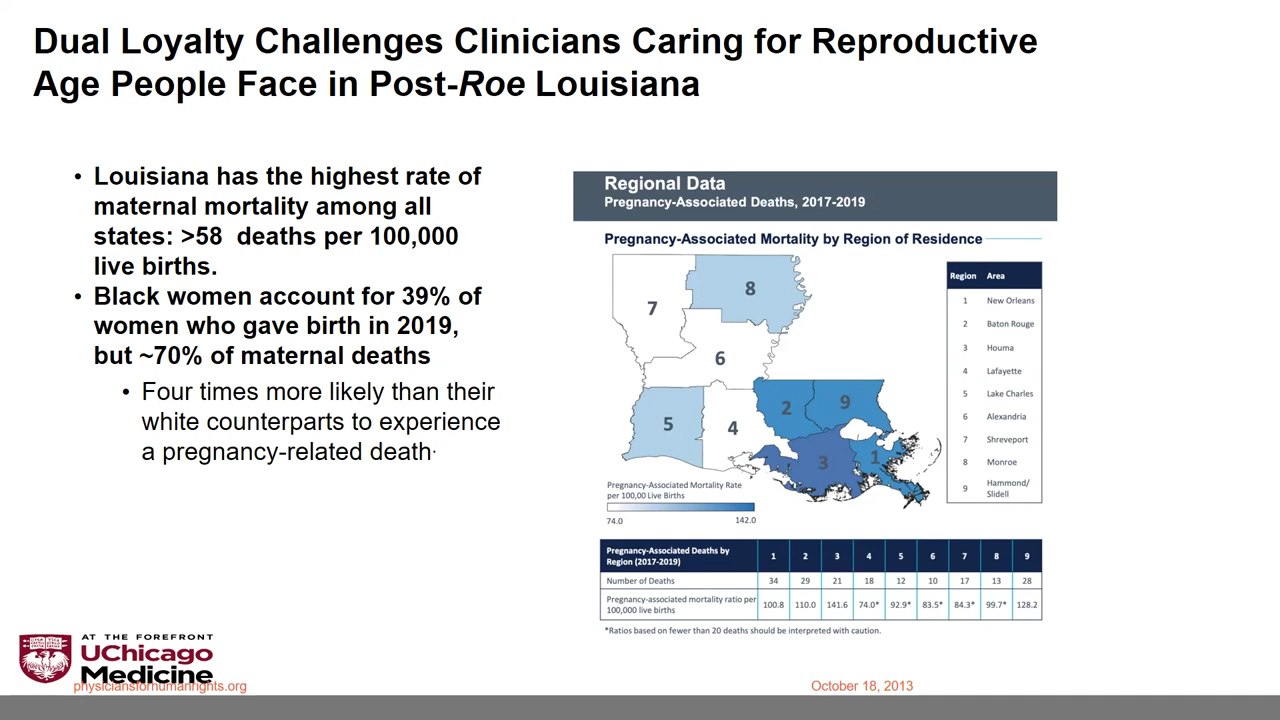 Dual Loyalty Challenges Clinicians Caring for Reproductive
Age People Face in Post-Roe Louisiana
• Louisiana has the highest rate of
maternal mortality among all
states: >58 deaths per 100,000
live births.
• Black women account for 39% of
women who gave birth in 2019,
but ~70% of maternal deaths
• Four times more likely than their
white counterparts to experience
a pregnancy-related death.
Regional Data
Pregnancy-Associated Deaths, 2017-2019
Pregnancy-Associated Mortality by Region of Residence
7
8
6
5
4
2
9
3
1
Pregnancy-Associated Mortality Rate
per 100,00 Live Births
74.0 142.0
Region Area
1 New Orleans
2 Baton Rouge
3 Houma
4 Lafayette
5 Lake Charles
6 Alexandria
7 Shreveport
8 Monroe
9 Hammond/
Slidell
Pregnancy-Associated Deaths by
Region (2017-2019) 1 2 3 4 5 6 7 8 9
Number of Deaths 34 29 21 18 12 10 17 13 28
Pregnancy-associated mortality ratio per
100,000 live births 100.8 110.0 141.6 74.0* 92.9* 83.5* 84.3* 99.7* 128.2
*Ratios based on fewer than 20 deaths should be interpreted with caution.
AT THE FOREFRONT
UChicago
Medicine
physiciansforhumanrights.org
October 18, 2013